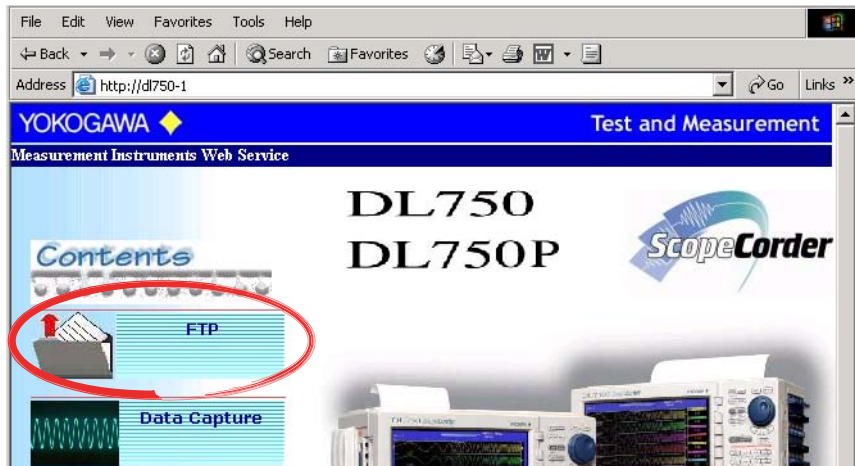 File Edit View Favorites Tools Help
Back Search Favorites
Address http://dl750-1 Go Links »
YOKOGAWA Test and Measurement
Measurement Instruments Web Service
DL750
DL750P
ScopeCorder
Contents
FTP
Data Capture